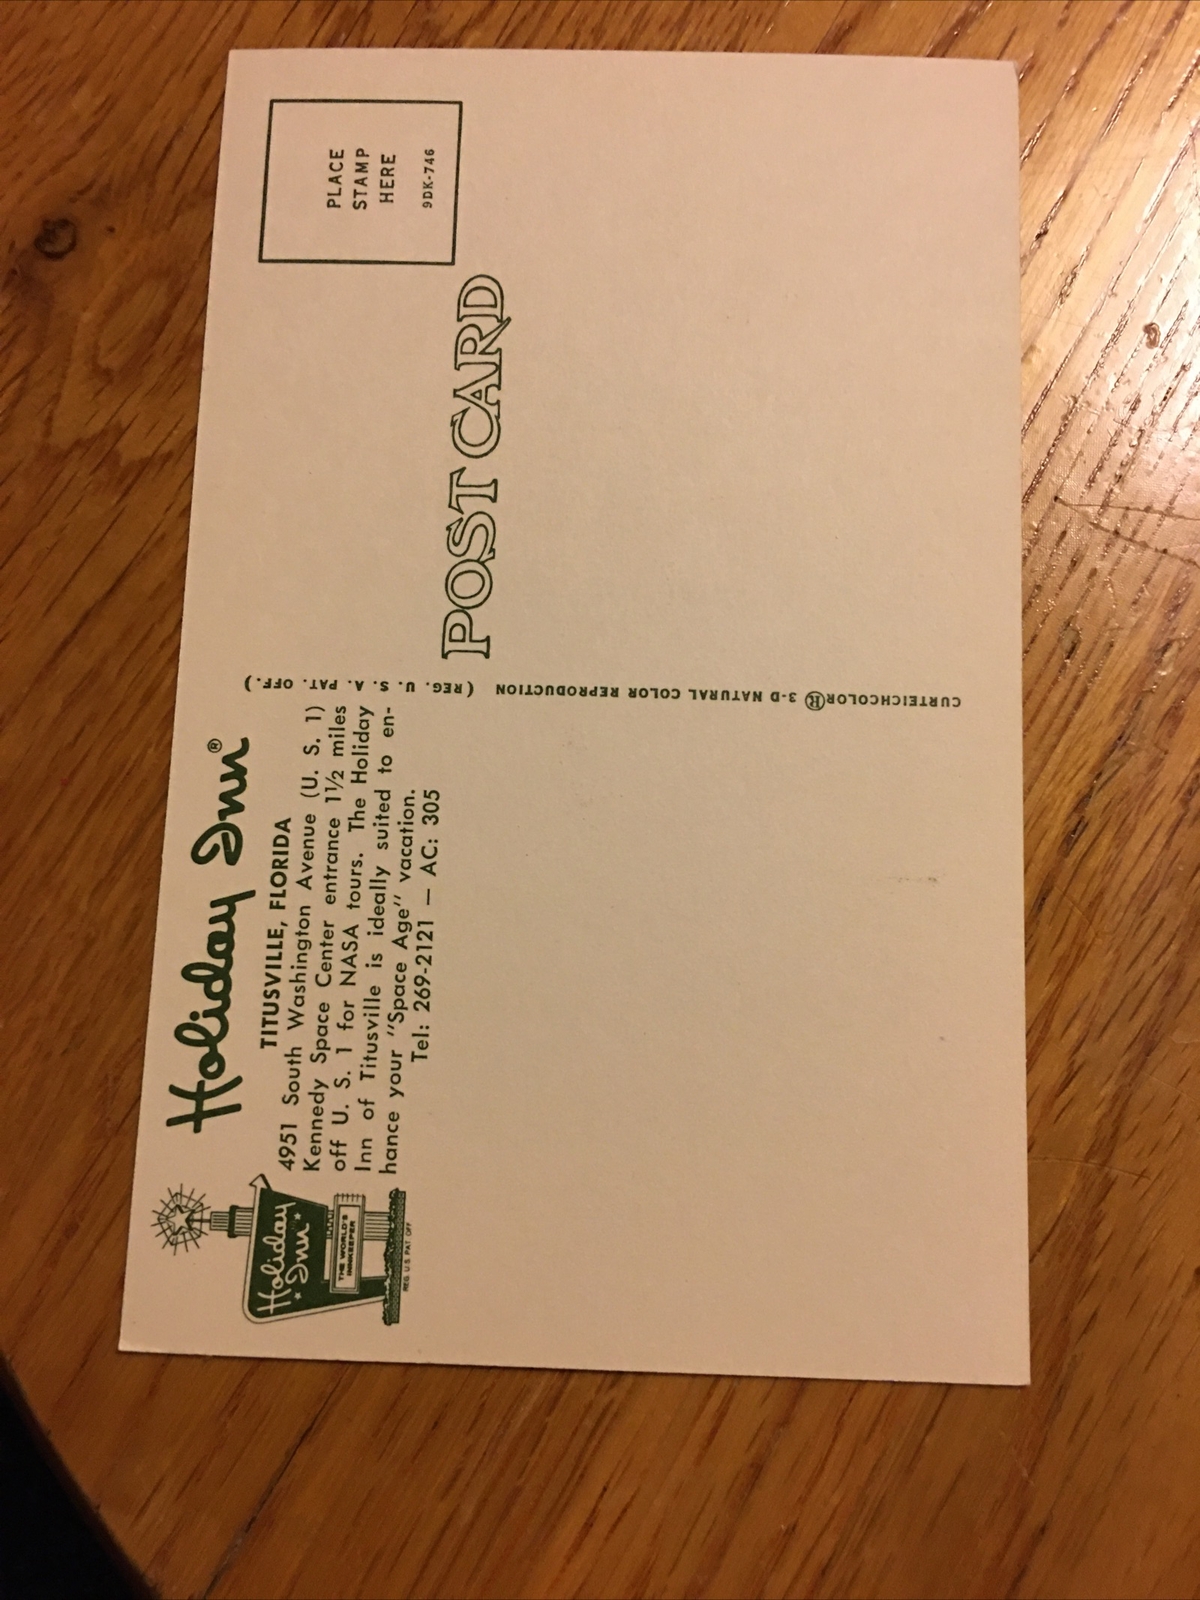 Holiday Inn®
TITUSVILLE, FLORIDA
4951 South Washington Avenue (U. S. 1)
Kennedy Space Center entrance 1½ miles
off U. S. 1 for NASA tours. The Holiday
Inn of Titusville is ideally suited to en-
hance your "Space Age" vacation.
Tel: 269-2121 — AC: 305
Holiday
Inn
THE WORLD'S
INNKEEPER
REG. U.S. PAT. OFF.
CURTEICHCOLOR® 3-D NATURAL COLOR REPRODUCTION (REG. U. S. A. PAT. OFF.)
POST CARD
PLACE
STAMP
HERE
9DK-746